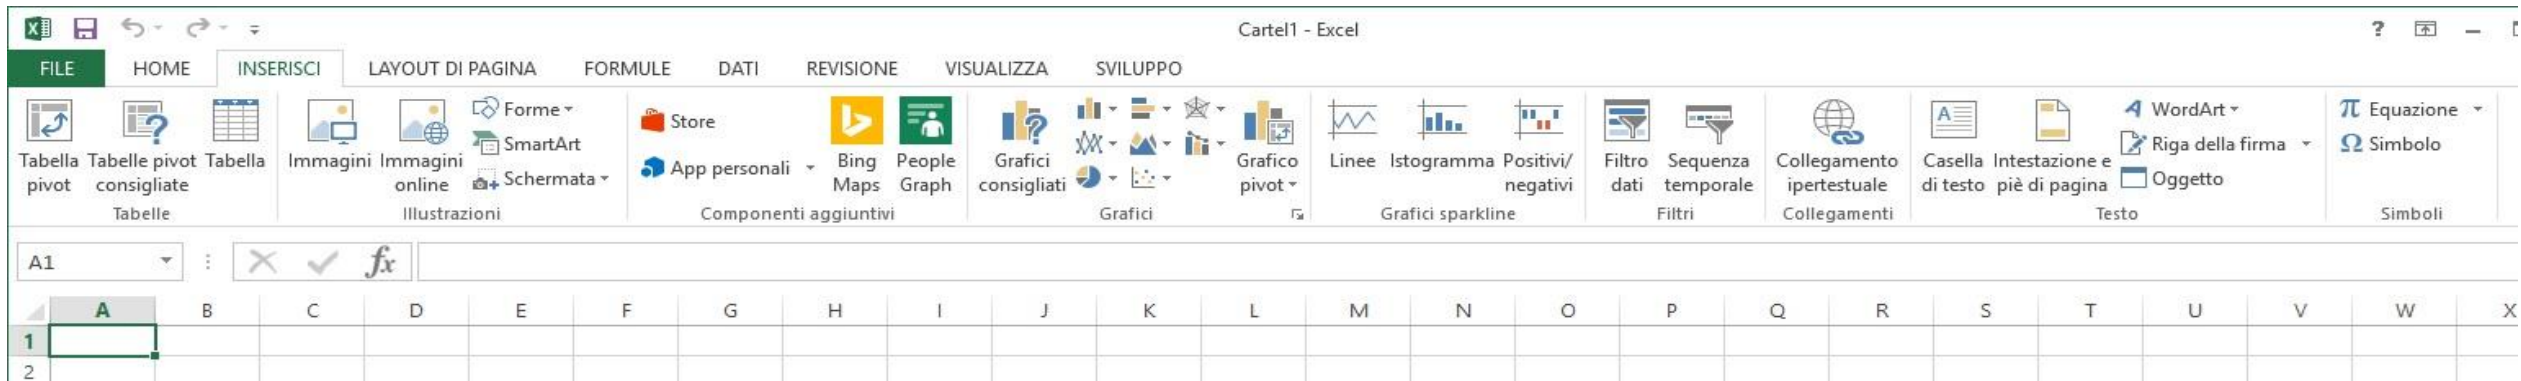 Cartel1 - Excel
?
FILE HOME INSERISCI LAYOUT DI PAGINA FORMULE DATI REVISIONE VISUALIZZA SVILUPPO
Tabella pivot
Tabelle pivot consigliate
Tabella
Tabelle
Immagini
Immagini online
Forme
SmartArt
Schermata
Illustrazioni
Store
App personali
Bing Maps
People Graph
Componenti aggiuntivi
Grafici consigliati
Grafico pivot
Grafici
Linee
Istogramma
Positivi/ negativi
Grafici sparkline
Filtro dati
Sequenza temporale
Filtri
Collegamento ipertestuale
Collegamenti
Casella di testo
Intestazione e piè di pagina
WordArt
Riga della firma
Oggetto
Testo
π Equazione
Ω Simbolo
Simboli
A1
fx
A B C D E F G H I J K L M N O P Q R S T U V W X
1
2